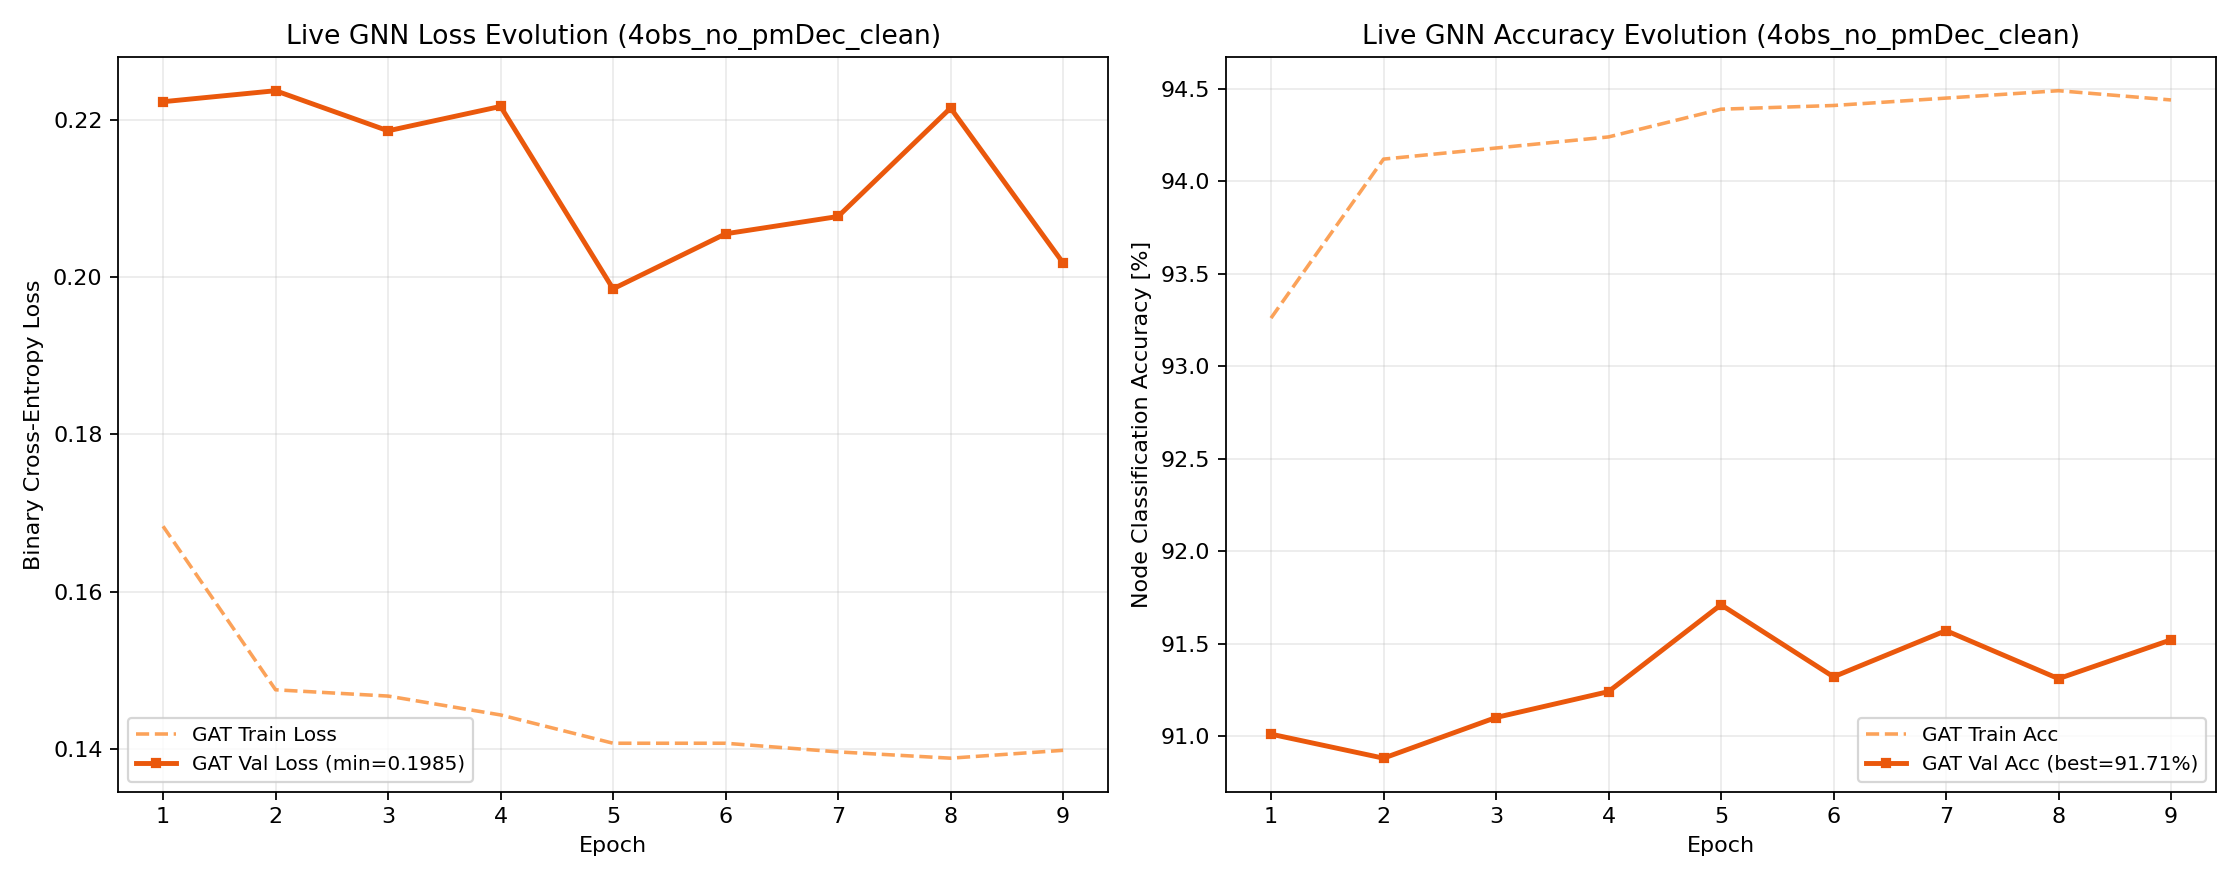 Live GNN Loss Evolution (4obs_no_pmDec_clean)
Binary Cross-Entropy Loss
0.22
0.20
0.18
0.16
0.14
GAT Train Loss
GAT Val Loss (min=0.1985)
1 2 3 4 5 6 7 8 9
Epoch
Live GNN Accuracy Evolution (4obs_no_pmDec_clean)
Node Classification Accuracy [%]
94.5
94.0
93.5
93.0
92.5
92.0
91.5
91.0
GAT Train Acc
GAT Val Acc (best=91.71%)
1 2 3 4 5 6 7 8 9
Epoch